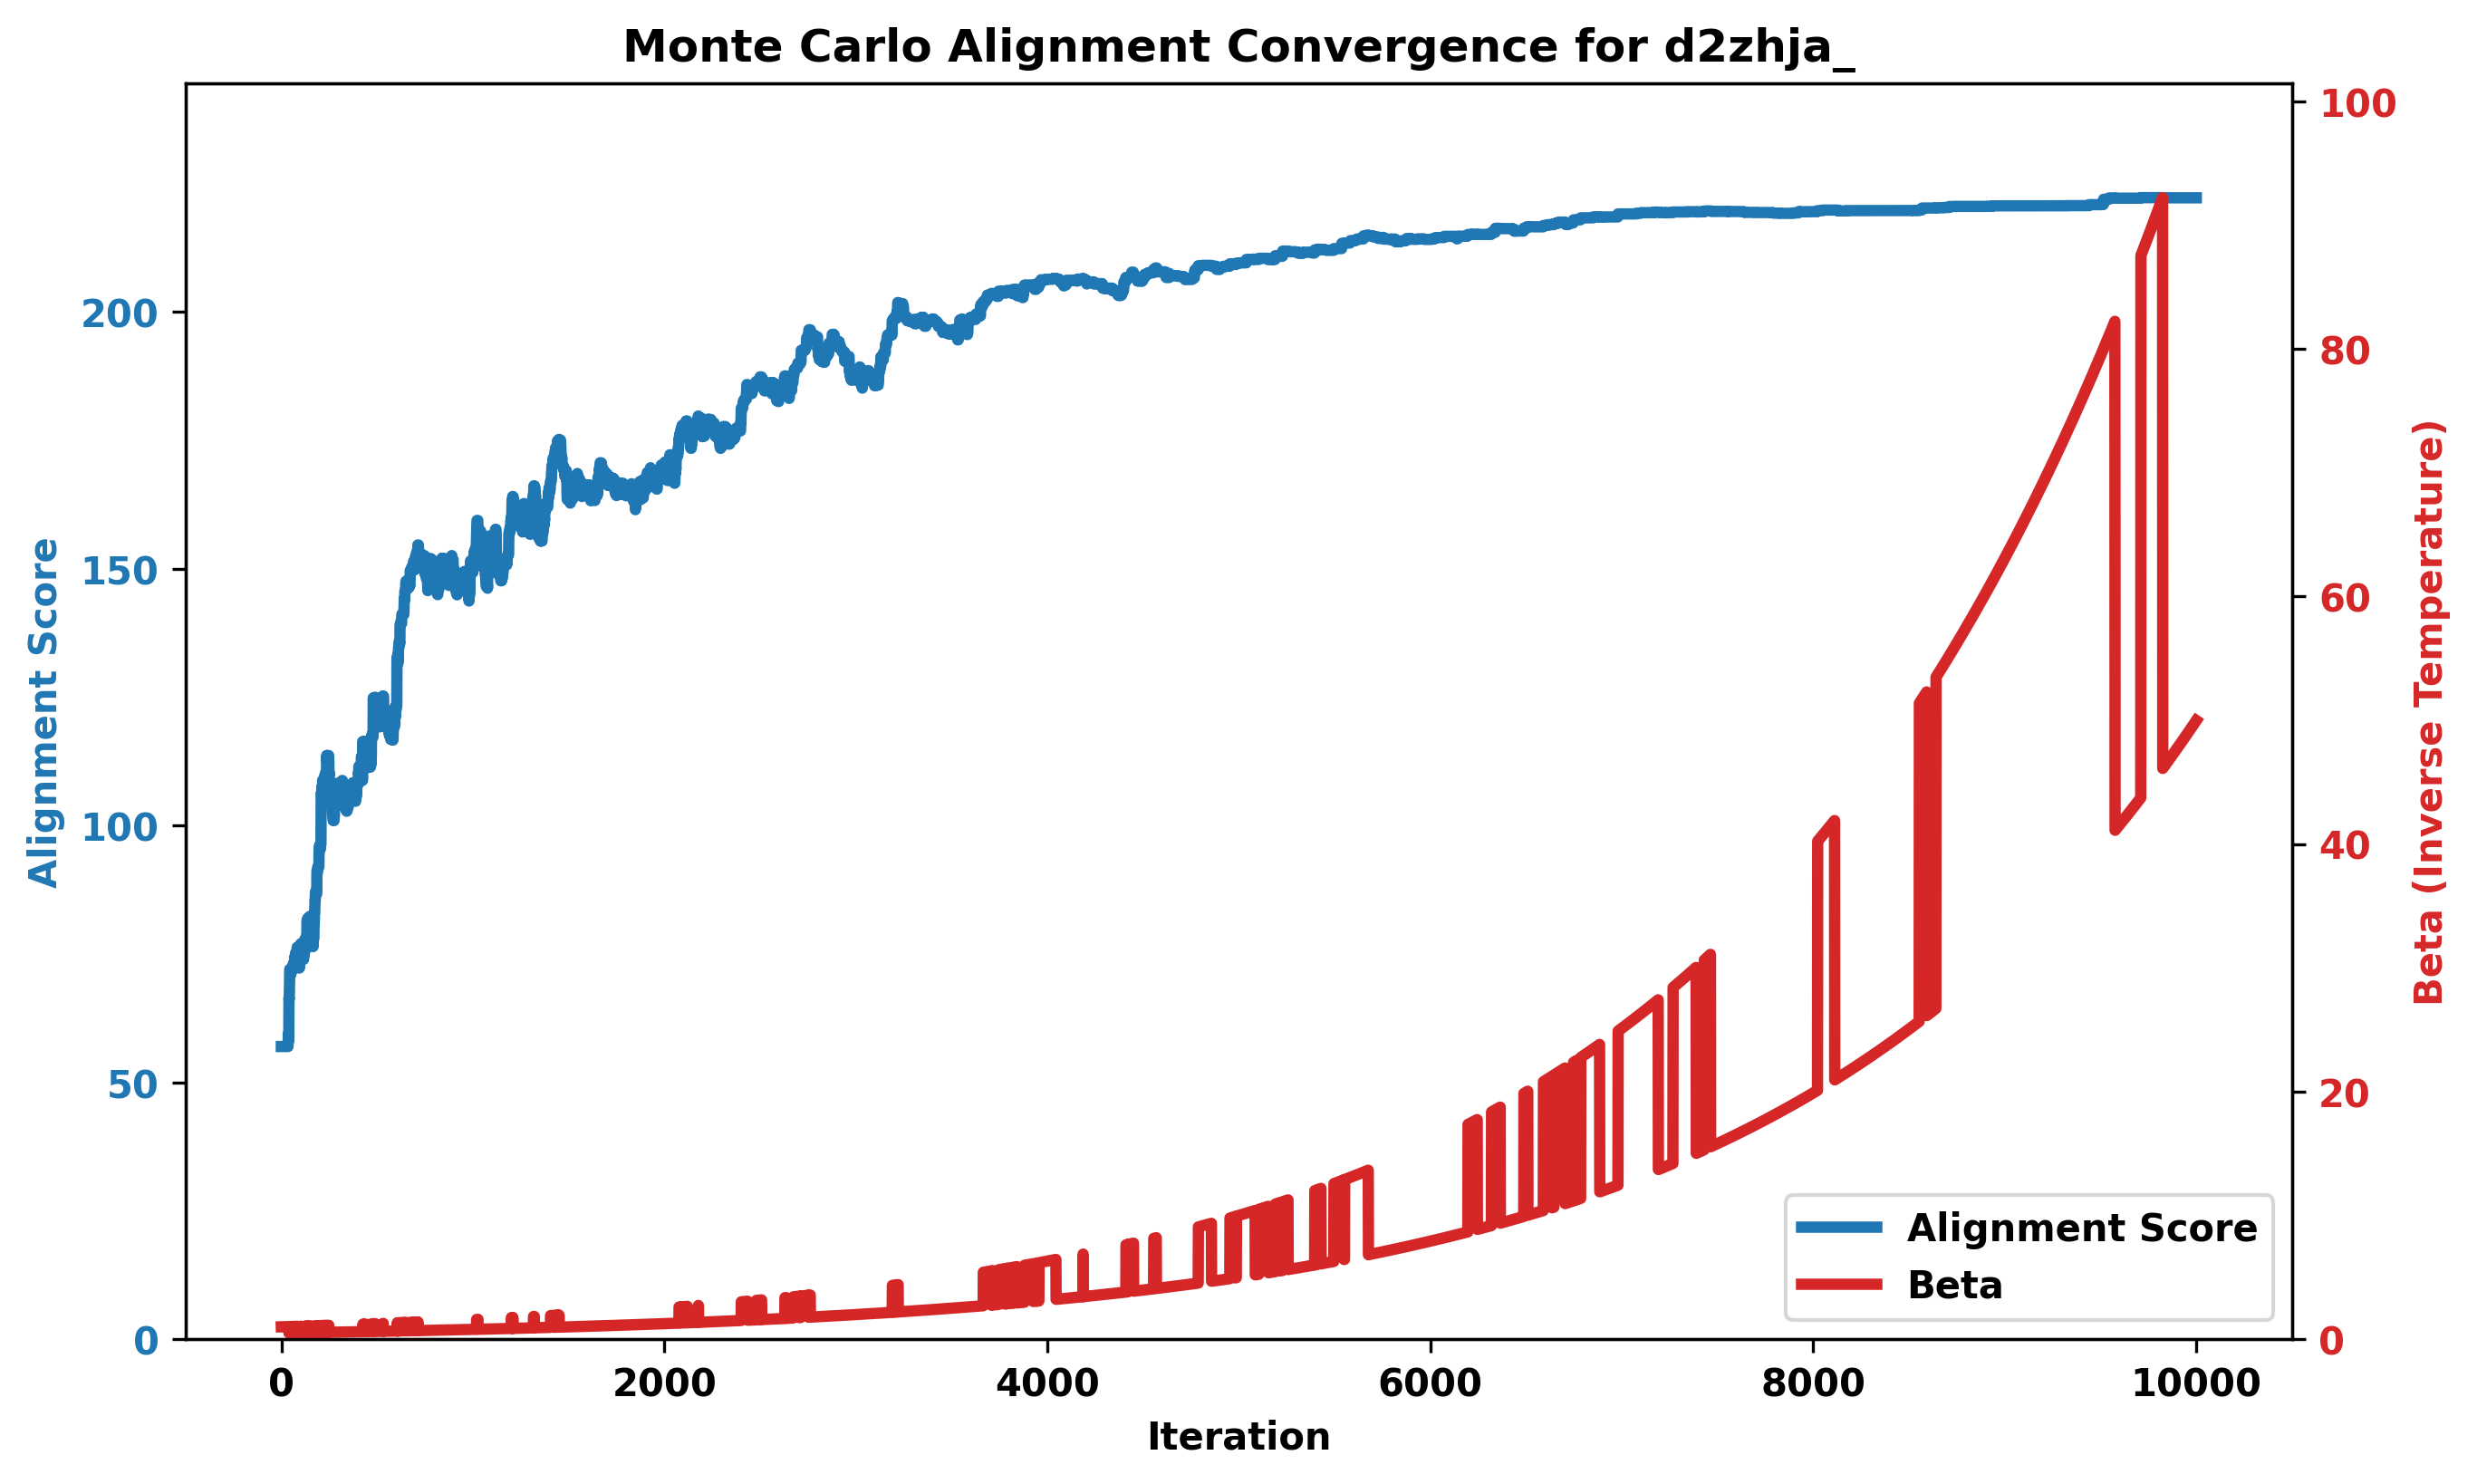 Monte Carlo Alignment Convergence for d2zhja_
Alignment Score
200
150
100
50
0
100
80
60
40
20
0
Beta (Inverse Temperature)
Alignment Score
Beta
0 2000 4000 6000 8000 10000
Iteration